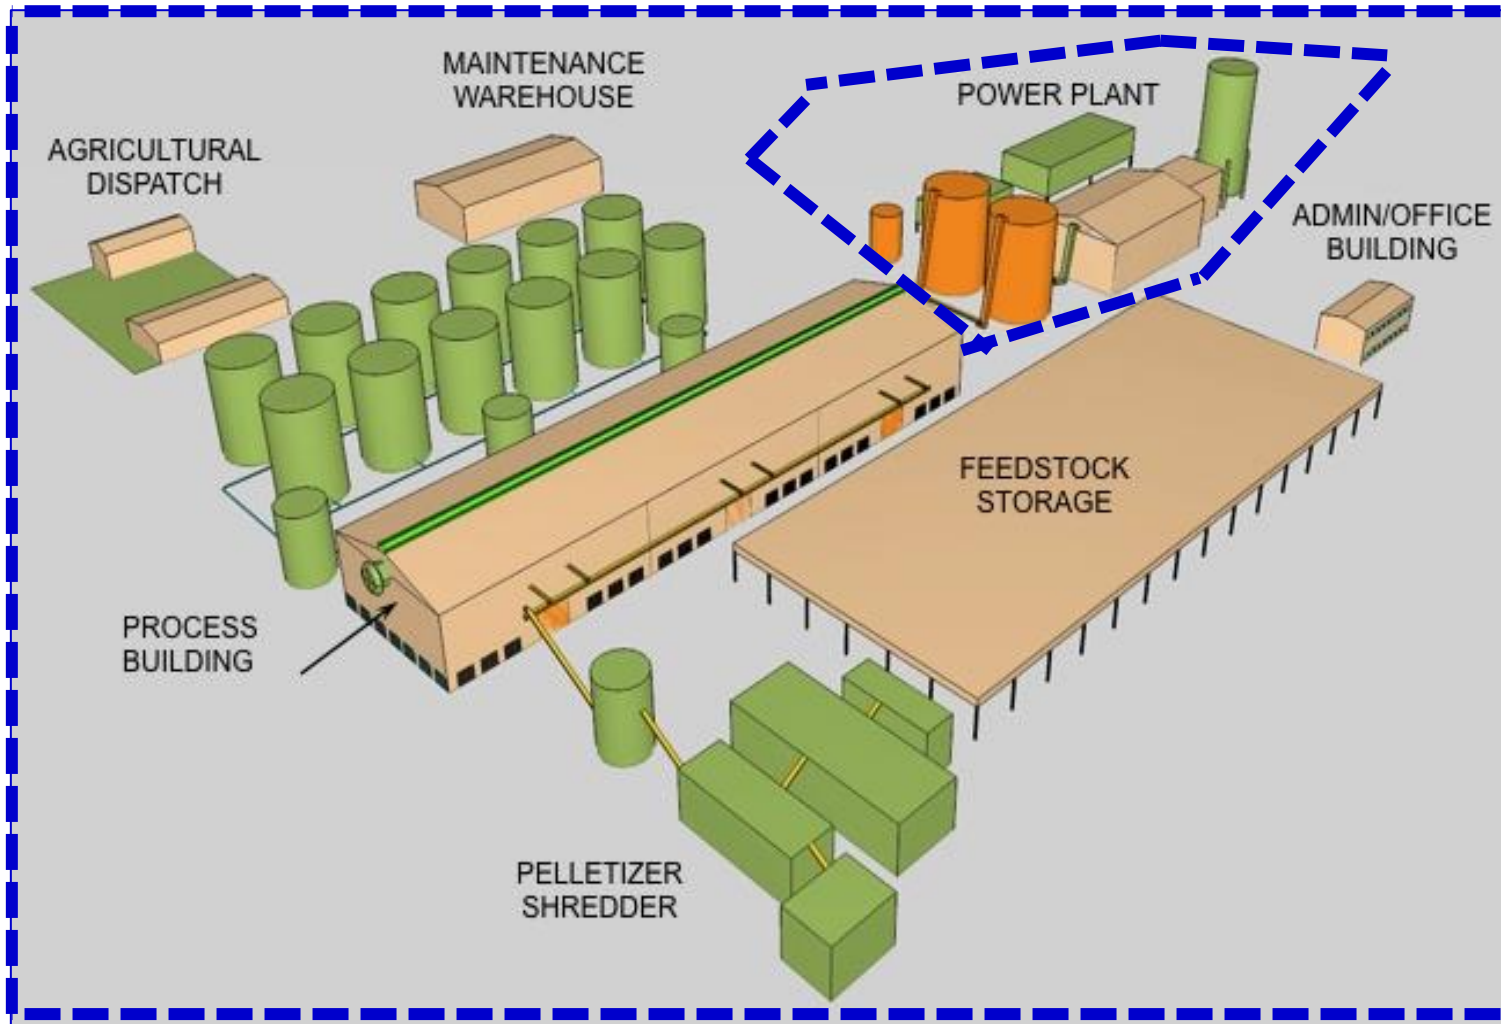 MAINTENANCE
WAREHOUSE
POWER PLANT
AGRICULTURAL
DISPATCH
ADMIN/OFFICE
BUILDING
FEEDSTOCK
STORAGE
PROCESS
BUILDING
PELLETIZER
SHREDDER